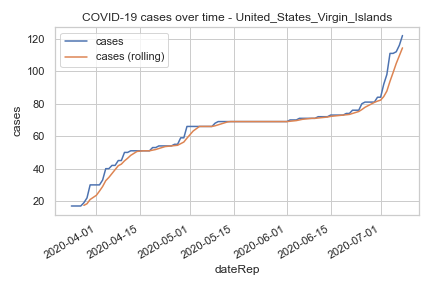 COVID-19 cases over time - United_States_Virgin_Islands
cases
cases (rolling)
120
100
80
60
40
20
cases
2020-04-01
2020-04-15
2020-05-01
2020-05-15
2020-06-01
2020-06-15
2020-07-01
dateRep